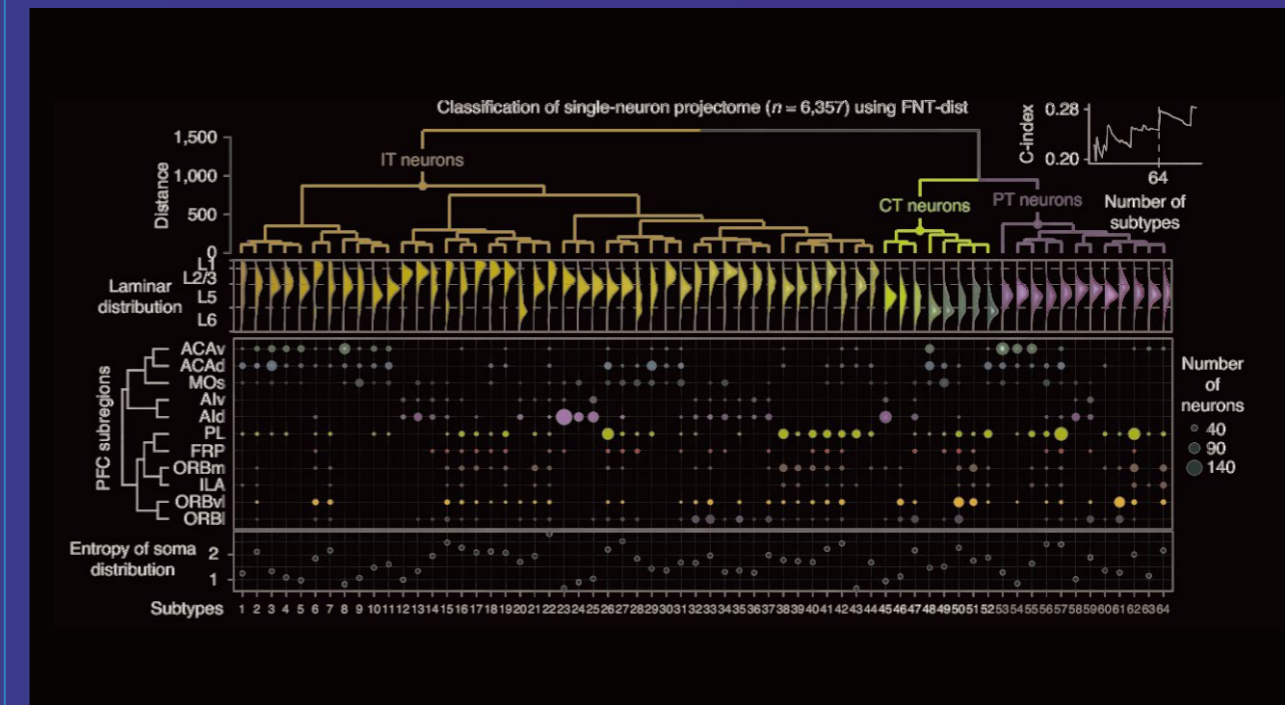 Classification of single-neuron projectome (n = 6,357) using FNT-dist
C-index
0.28
0.20
64
Number of
subtypes
Distance
1,500
1,000
500
0
IT neurons
CT neurons
PT neurons
Laminar
distribution
L1
L2/3
L5
L6
PFC subregions
ACAv
ACAd
MOs
AIv
AId
PL
FRP
ORBm
ILA
ORBvl
ORBl
Number
of
neurons
40
90
140
Entropy of soma
distribution
2
1
Subtypes 1 2 3 4 5 6 7 8 9 10 11 12 13 14 15 16 17 18 19 20 21 22 23 24 25 26 27 28 29 30 31 32 33 34 35 36 37 38 39 40 41 42 43 44 45 46 47 48 49 50 51 52 53 54 55 56 57 58 59 60 61 62 63 64